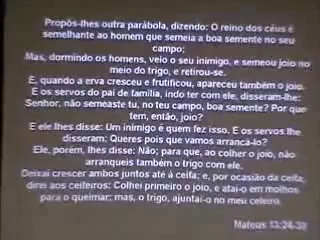 Propôs-lhes outra parábola, dizendo: O reino dos céus é
semelhante ao homem que semeia a boa semente no seu
campo;
Mas, dormindo os homens, veio o seu inimigo, e semeou joio no
meio do trigo, e retirou-se.
E, quando a erva cresceu e frutificou, apareceu também o joio.
E os servos do pai de família, indo ter com ele, disseram-lhe:
Senhor, não semeaste tu, no teu campo, boa semente? Por que
tem, então, joio?
E ele lhes disse: Um inimigo é quem fez isso. E os servos lhe
disseram: Queres pois que vamos arrancá-lo?
Ele, porém, lhes disse: Não; para que, ao colher o joio, não
arranqueis também o trigo com ele.
Deixai crescer ambos juntos até à ceifa; e, por ocasião da ceifa,
direi aos ceifeiros: Colhei primeiro o joio, e atai-o em molhos
para o queimar; mas, o trigo, ajuntai-o no meu celeiro.
Mateus 13:24-30